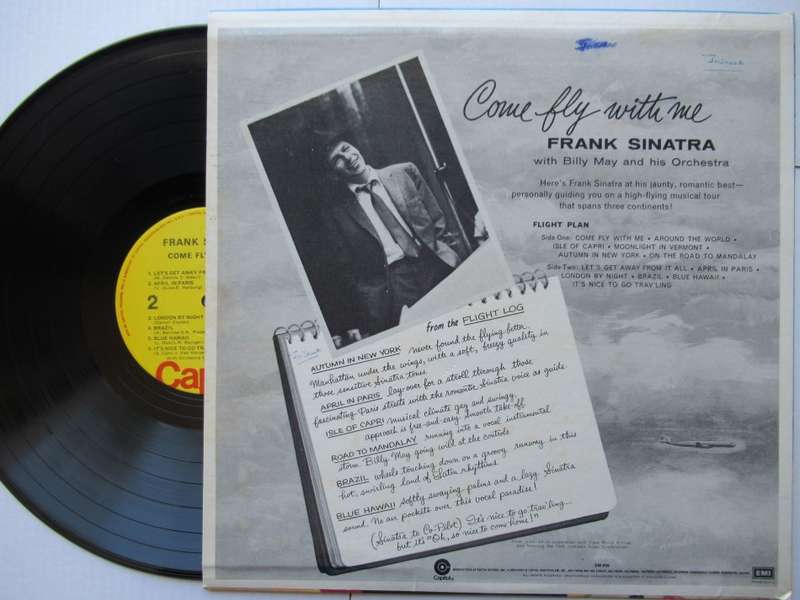 Come fly with me
FRANK SINATRA
with Billy May and his Orchestra
Here's Frank Sinatra at his jaunty, romantic best—
personally guiding you on a high-flying musical tour
that spans three continents!
FLIGHT PLAN
Side One: COME FLY WITH ME • AROUND THE WORLD •
ISLE OF CAPRI • MOONLIGHT IN VERMONT •
AUTUMN IN NEW YORK • ON THE ROAD TO MANDALAY
Side Two: LET'S GET AWAY FROM IT ALL • APRIL IN PARIS •
LONDON BY NIGHT • BRAZIL • BLUE HAWAII •
IT'S NICE TO GO TRAV'LING
from the FLIGHT LOG
AUTUMN IN NEW YORK never found the flying better.
Manhattan under the wings, with a soft, breezy quality in
those sensitive Sinatra tones.
APRIL IN PARIS lay-over for a stroll through those
fascinating Paris streets with the romantic Sinatra voice as guide.
ISLE OF CAPRI musical climate gay and swingy,
approach is free-and-easy, smooth take-off.
ROAD TO MANDALAY running into a vocal instrumental
storm. Billy May going wild at the controls.
BRAZIL wheels touching down on a groovy runway in this
hot, swirling land of Latin rhythms.
BLUE HAWAII softly swaying palms and a lazy Sinatra
sound. No air pockets over this vocal paradise!
(Sinatra to Co-Pilot) It's nice to go trav'ling...
but it's "Oh, so nice to come home!"
FRANK S
COME FLY
1. LET'S GET AWAY FRO
2. APRIL IN PARIS
2
3. LONDON BY NIGHT
4. BRAZIL
5. BLUE HAWAII
6. IT'S NICE TO GO TRA
Cap
Capitol
EMI